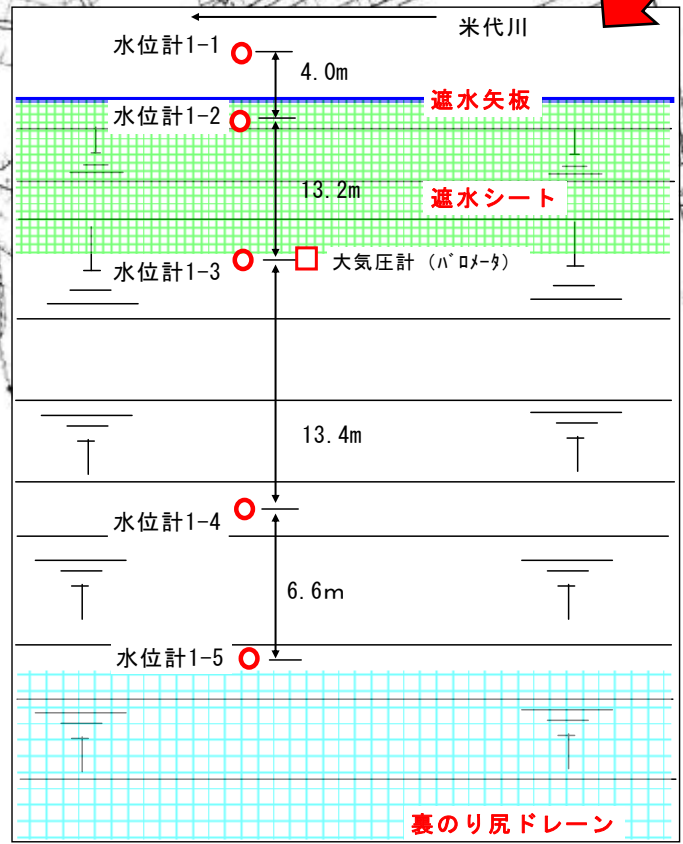 米代川
水位計1-1
4.0m
遮水矢板
水位計1-2
13.2m
遮水シート
水位計1-3
大気圧計（ﾊﾞﾛﾒｰﾀ）
13.4m
水位計1-4
6.6m
水位計1-5
裏のり尻ドレーン